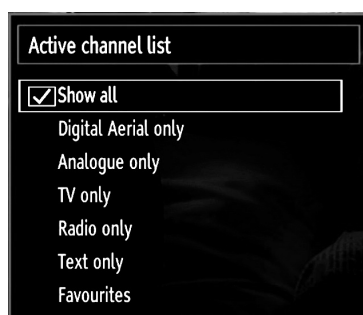 Active channel list
Show all
Digital Aerial only
Analogue only
TV only
Radio only
Text only
Favourites